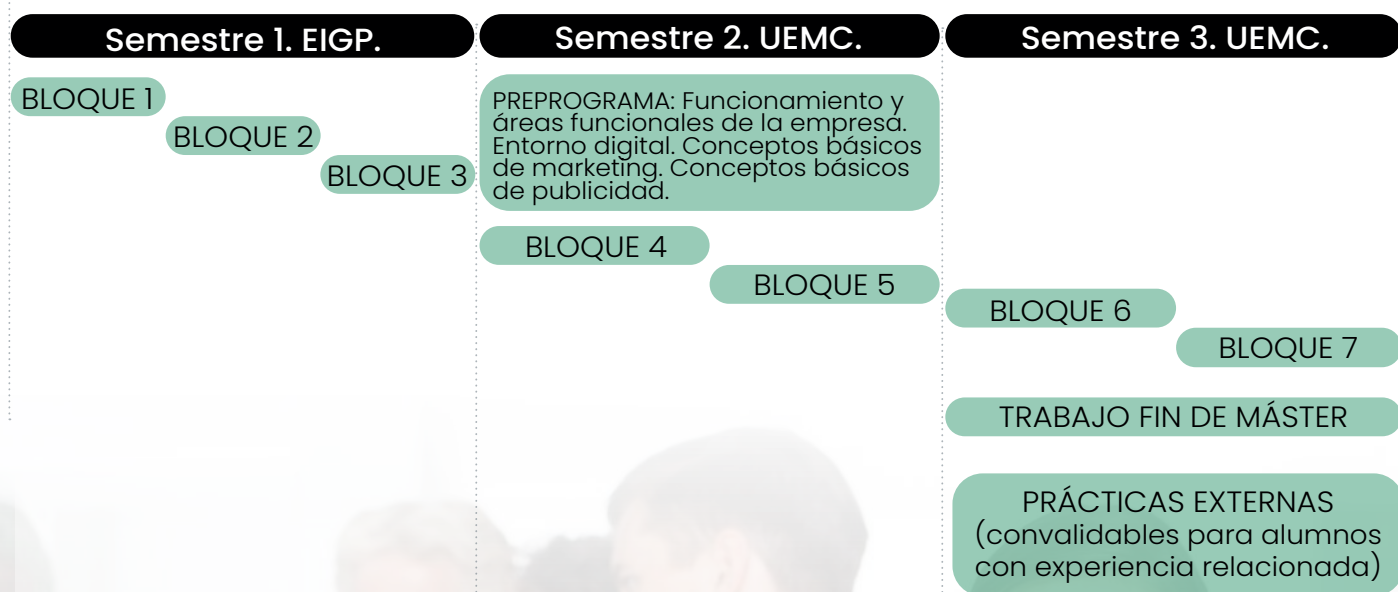 Semestre 1. EIGP.
Semestre 2. UEMC.
Semestre 3. UEMC.
BLOQUE 1
BLOQUE 2
BLOQUE 3
PREPROGRAMA: Funcionamiento y
áreas funcionales de la empresa.
Entorno digital. Conceptos básicos
de marketing. Conceptos básicos
de publicidad.
BLOQUE 4
BLOQUE 5
BLOQUE 6
BLOQUE 7
TRABAJO FIN DE MÁSTER
PRÁCTICAS EXTERNAS
(convalidables para alumnos
con experiencia relacionada)